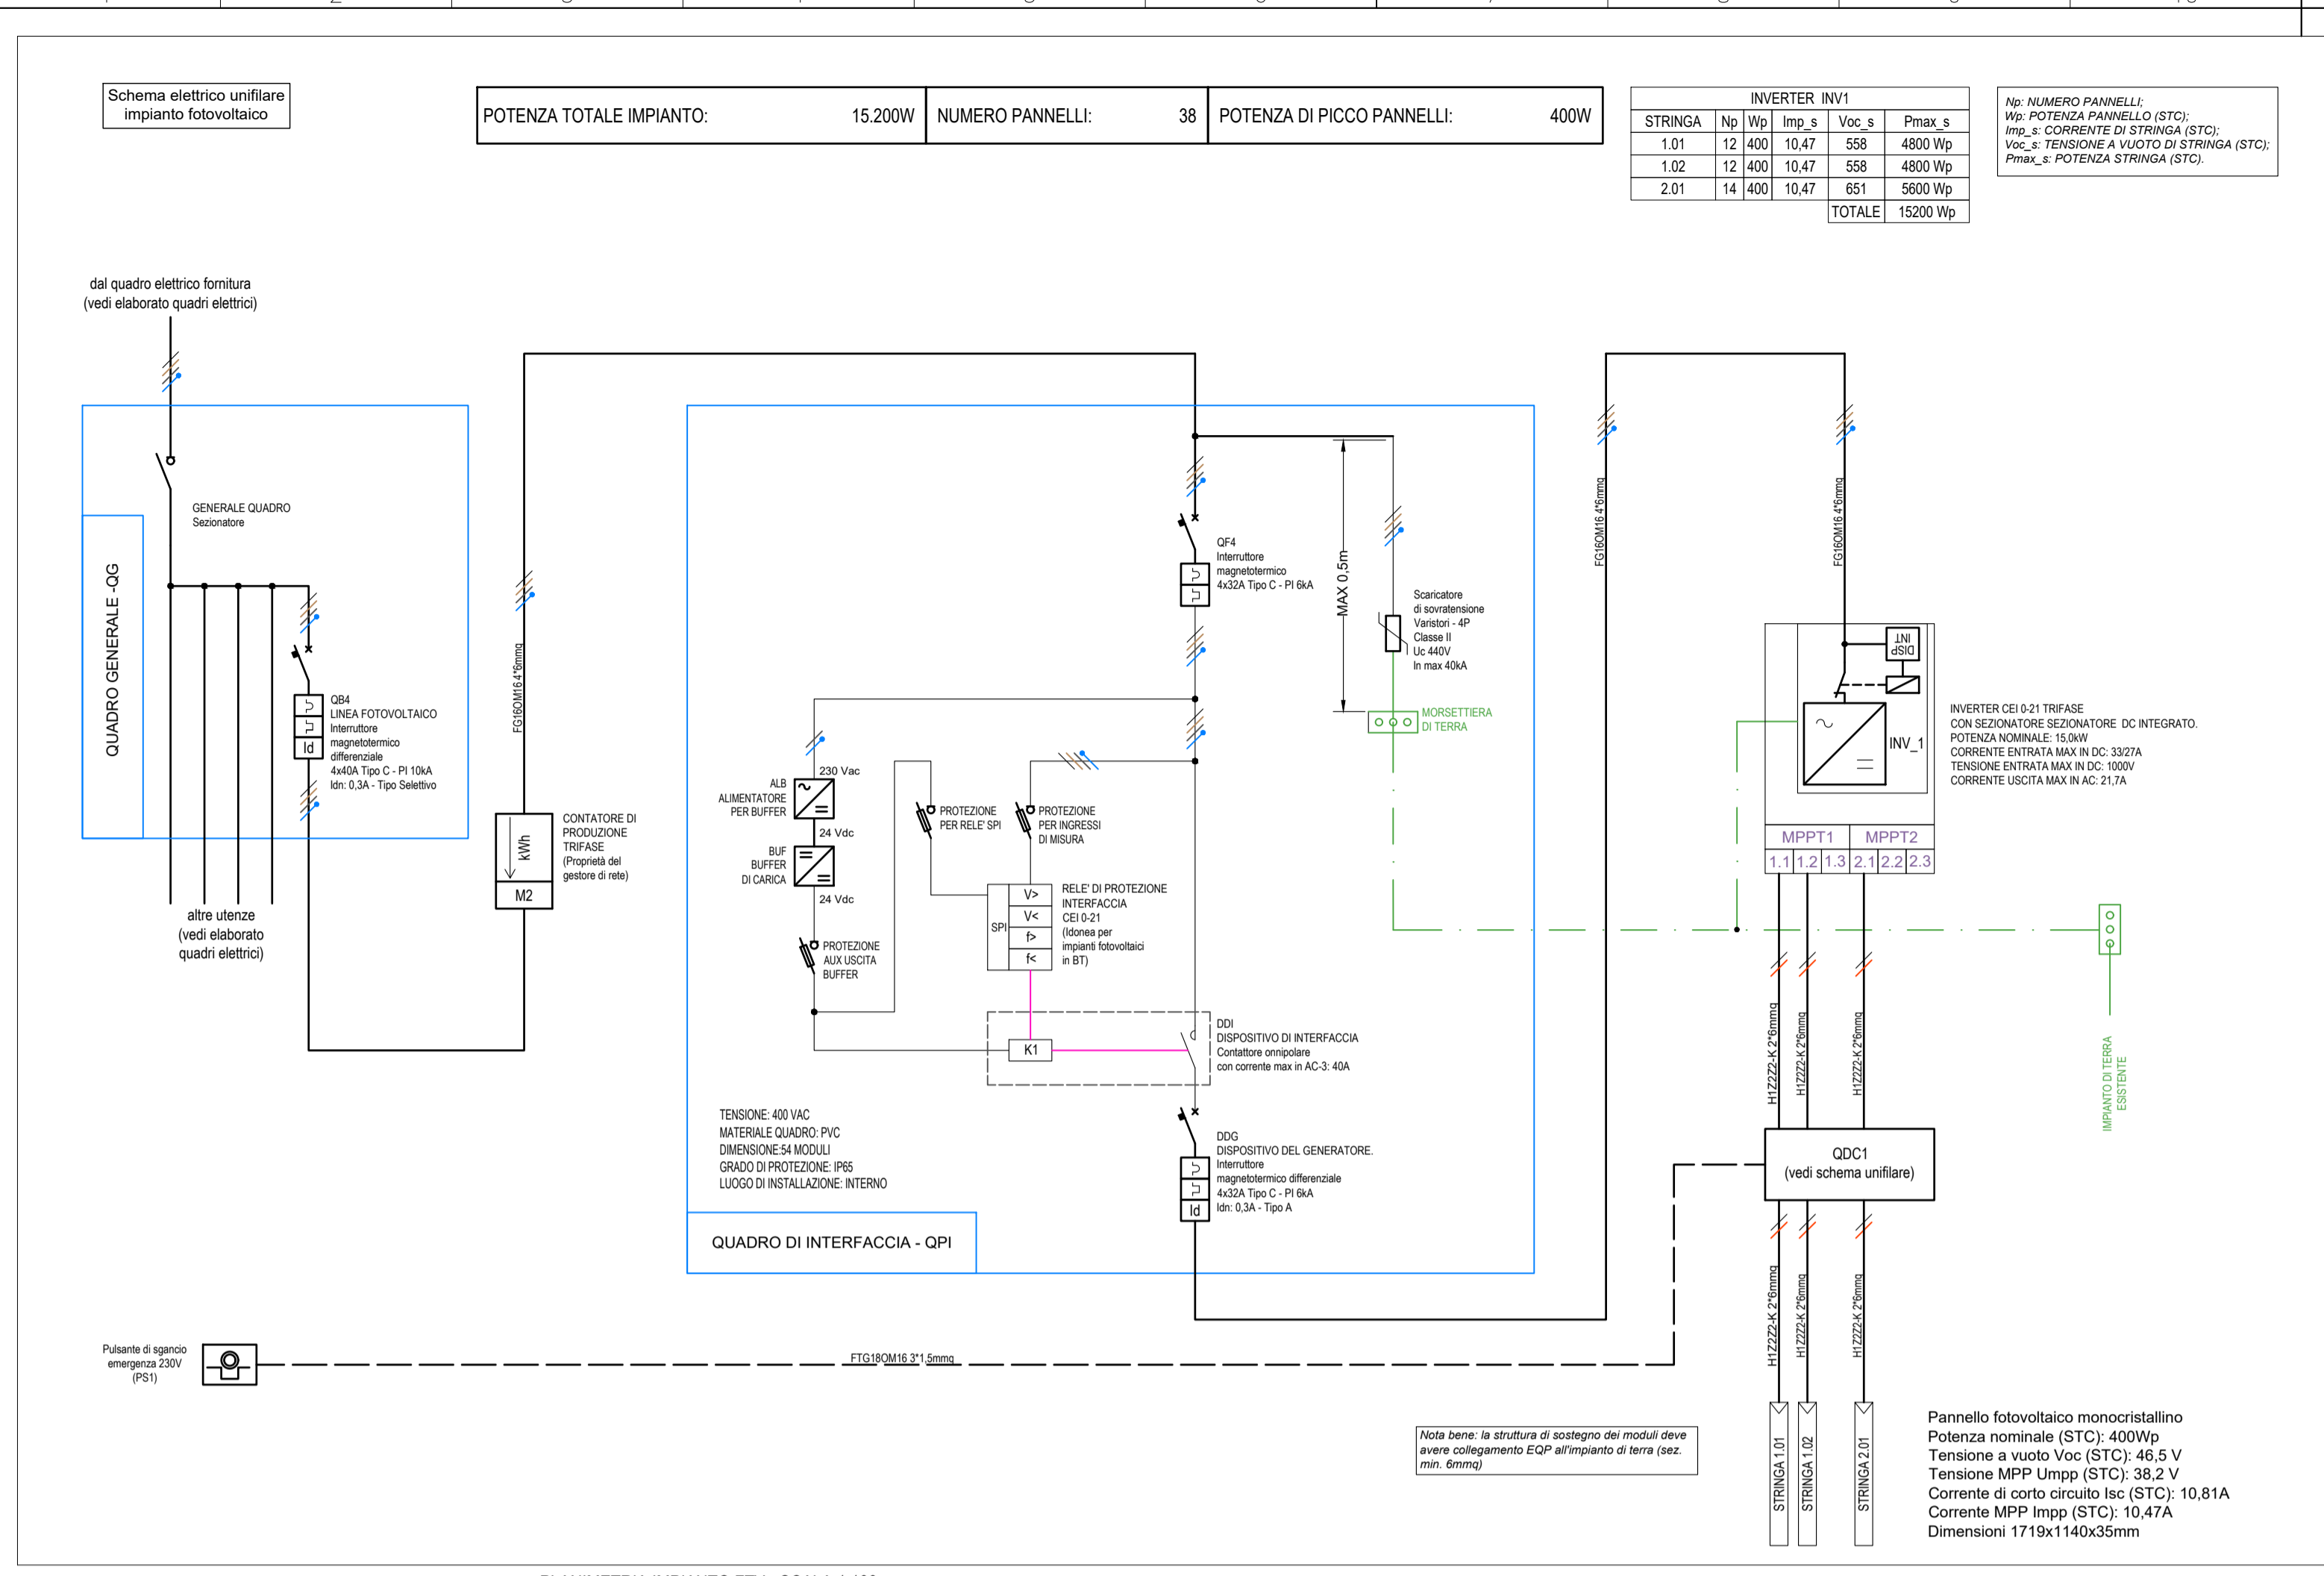 Schema elettrico unifilare
impianto fotovoltaico
POTENZA TOTALE IMPIANTO: 15.200W
NUMERO PANNELLI: 38
POTENZA DI PICCO PANNELLI: 400W
INVERTER INV1
STRINGA Np Wp Imp_s Voc_s Pmax_s
1.01 12 400 10,47 558 4800 Wp
1.02 12 400 10,47 558 4800 Wp
2.01 14 400 10,47 651 5600 Wp
TOTALE 15200 Wp
Np: NUMERO PANNELLI;
Wp: POTENZA PANNELLO (STC);
Imp_s: CORRENTE DI STRINGA (STC);
Voc_s: TENSIONE A VUOTO DI STRINGA (STC);
Pmax_s: POTENZA STRINGA (STC).
dal quadro elettrico fornitura
(vedi elaborato quadri elettrici)
GENERALE QUADRO
Sezionatore
QUADRO GENERALE -QG
QB4
LINEA FOTOVOLTAICO
Interruttore
magnetotermico
differenziale
4x40A Tipo C - PI 10kA
Idn: 0,3A - Tipo Selettivo
Id
altre utenze
(vedi elaborato
quadri elettrici)
FG16OM16 4*6mmq
kWh
M2
CONTATORE DI
PRODUZIONE
TRIFASE
(Proprietà del
gestore di rete)
QF4
Interruttore
magnetotermico
4x32A Tipo C - PI 6kA
MAX 0,5m
Scaricatore
di sovratensione
Varistori - 4P
Classe II
Uc 440V
In max 40kA
MORSETTIERA
DI TERRA
230 Vac
ALB
ALIMENTATORE
PER BUFFER
24 Vdc
BUF
BUFFER
DI CARICA
24 Vdc
PROTEZIONE
AUX USCITA
BUFFER
PROTEZIONE
PER RELE' SPI
PROTEZIONE
PER INGRESSI
DI MISURA
SPI
V>
V<
f>
f<
RELE' DI PROTEZIONE
INTERFACCIA
CEI 0-21
(Idonea per
impianti fotovoltaici
in BT)
K1
DDI
DISPOSITIVO DI INTERFACCIA
Contattore onnipolare
con corrente max in AC-3: 40A
DDG
DISPOSITIVO DEL GENERATORE.
Interruttore
magnetotermico differenziale
4x32A Tipo C - PI 6kA
Idn: 0,3A - Tipo A
Id
TENSIONE: 400 VAC
MATERIALE QUADRO: PVC
DIMENSIONE:54 MODULI
GRADO DI PROTEZIONE: IP65
LUOGO DI INSTALLAZIONE: INTERNO
QUADRO DI INTERFACCIA - QPI
FG16OM16 4*6mmq
FG16OM16 4*6mmq
INT
DISP
INV_1
INVERTER CEI 0-21 TRIFASE
CON SEZIONATORE SEZIONATORE DC INTEGRATO.
POTENZA NOMINALE: 15,0kW
CORRENTE ENTRATA MAX IN DC: 33/27A
TENSIONE ENTRATA MAX IN DC: 1000V
CORRENTE USCITA MAX IN AC: 21,7A
MPPT1 MPPT2
1.1 1.2 1.3 2.1 2.2 2.3
H1Z2Z2-K 2*6mmq
H1Z2Z2-K 2*6mmq
H1Z2Z2-K 2*6mmq
IMPIANTO DI TERRA
ESISTENTE
QDC1
(vedi schema unifilare)
H1Z2Z2-K 2*6mmq
H1Z2Z2-K 2*6mmq
H1Z2Z2-K 2*6mmq
Pulsante di sgancio
emergenza 230V
(PS1)
FTG18OM16 3*1,5mmq
Nota bene: la struttura di sostegno dei moduli deve
avere collegamento EQP all'impianto di terra (sez.
min. 6mmq)
STRINGA 1.01
STRINGA 1.02
STRINGA 2.01
Pannello fotovoltaico monocristallino
Potenza nominale (STC): 400Wp
Tensione a vuoto Voc (STC): 46,5 V
Tensione MPP Umpp (STC): 38,2 V
Corrente di corto circuito Isc (STC): 10,81A
Corrente MPP Impp (STC): 10,47A
Dimensioni 1719x1140x35mm